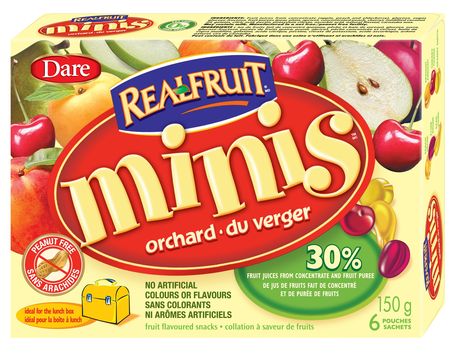 Dare
REALFRUIT
minis
orchard · du verger
PEANUT FREE
SANS ARACHIDES
30%
FRUIT JUICES FROM CONCENTRATE AND FRUIT PUREE
DE JUS DE FRUITS FAIT DE CONCENTRÉ
ET DE PURÉE DE FRUITS
NO ARTIFICIAL
COLOURS OR FLAVOURS
SANS COLORANTS
NI ARÔMES ARTIFICIELS
ideal for the lunch box
idéal pour la boîte à lunch
fruit flavoured snacks • collation à saveur de fruits
150 g
6 POUCHES
SACHETS